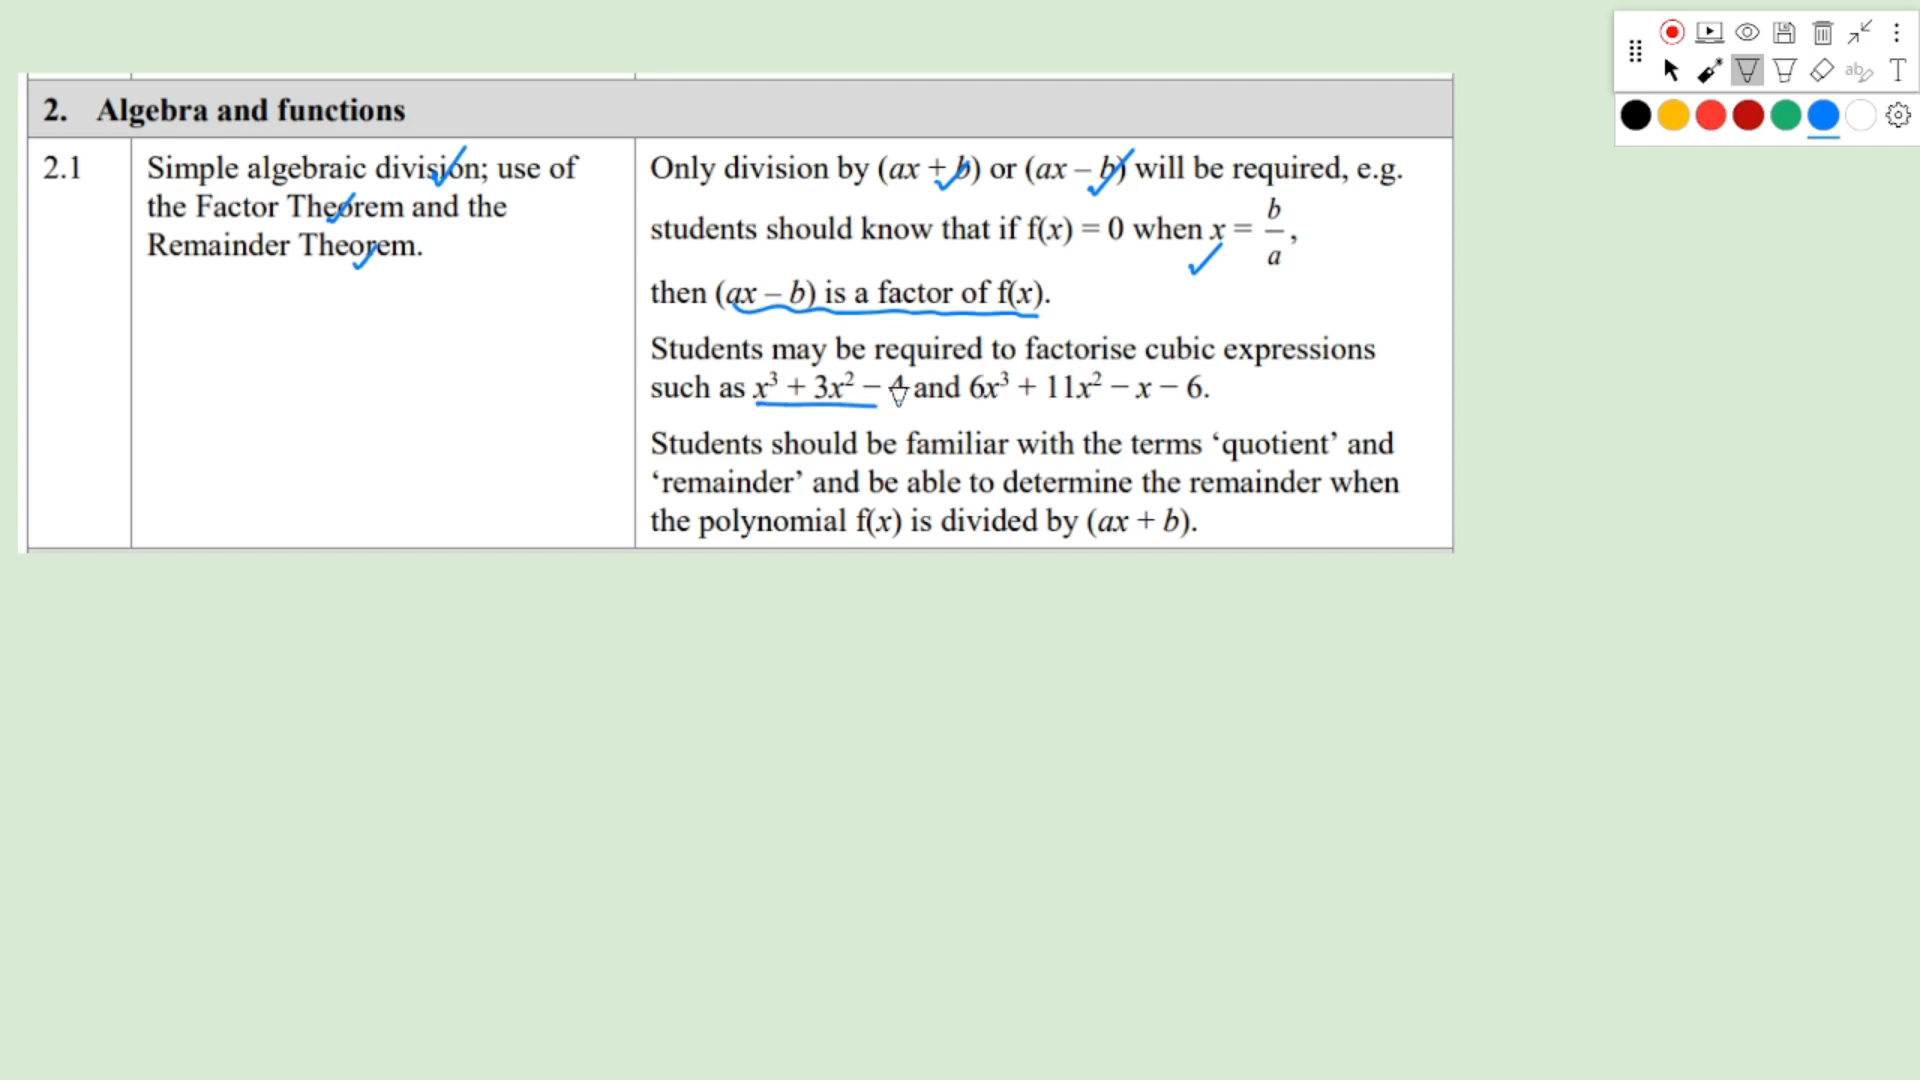 2. Algebra and functions
2.1 Simple algebraic division; use of
the Factor Theorem and the
Remainder Theorem.
Only division by (ax + b) or (ax – b) will be required, e.g.
students should know that if f(x) = 0 when x = b/a,
then (ax – b) is a factor of f(x).
Students may be required to factorise cubic expressions
such as x³ + 3x² – 4 and 6x³ + 11x² – x – 6.
Students should be familiar with the terms ‘quotient’ and
‘remainder’ and be able to determine the remainder when
the polynomial f(x) is divided by (ax + b).
ab
T